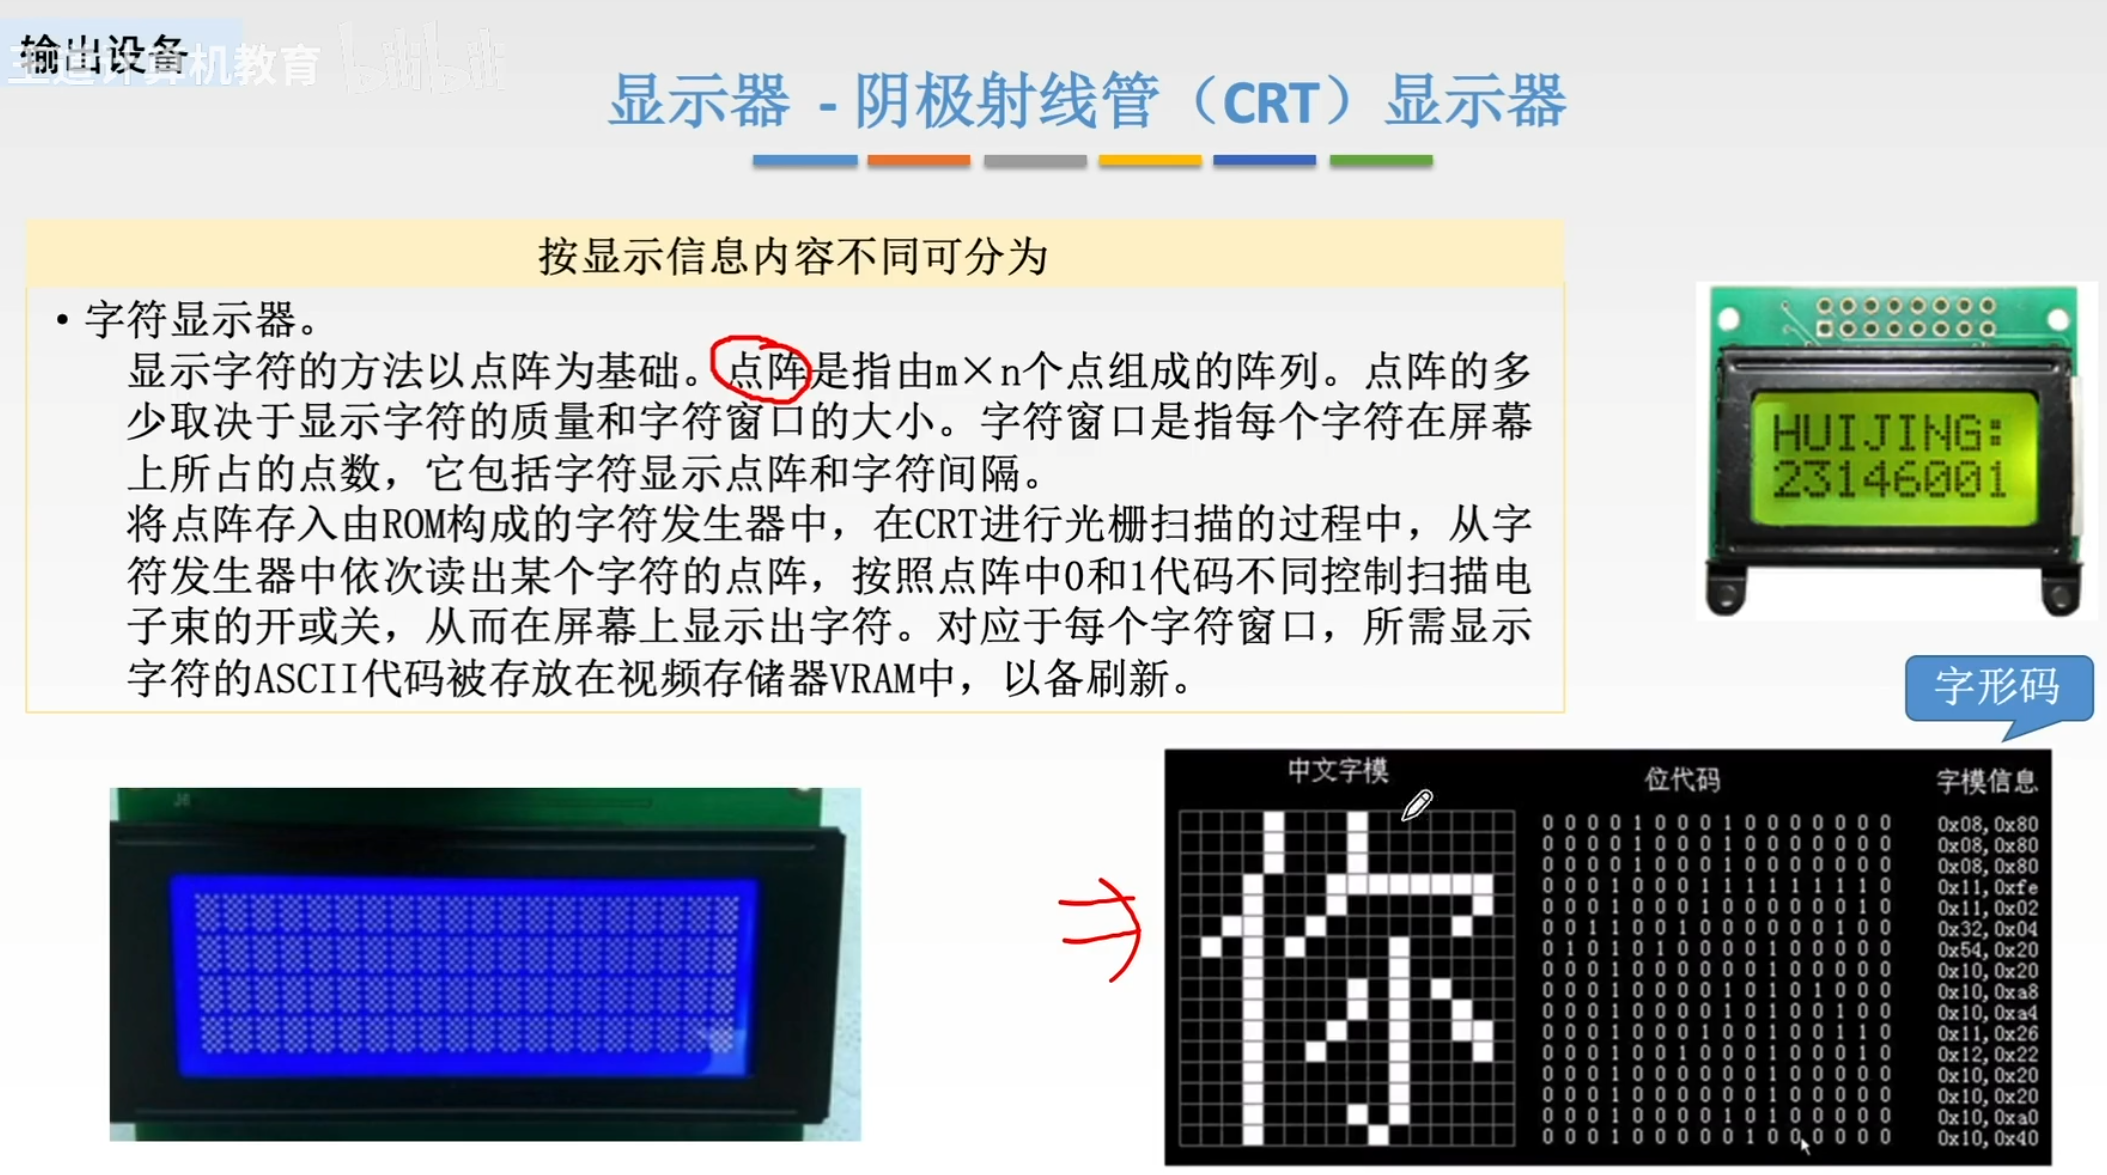 输出设备
王道计算机教育 bilibili
显示器 - 阴极射线管（CRT）显示器
按显示信息内容不同可分为
• 字符显示器。
显示字符的方法以点阵为基础。点阵是指由m×n个点组成的阵列。点阵的多
少取决于显示字符的质量和字符窗口的大小。字符窗口是指每个字符在屏幕
上所占的点数，它包括字符显示点阵和字符间隔。
将点阵存入由ROM构成的字符发生器中，在CRT进行光栅扫描的过程中，从字
符发生器中依次读出某个字符的点阵，按照点阵中0和1代码不同控制扫描电
子束的开或关，从而在屏幕上显示出字符。对应于每个字符窗口，所需显示
字符的ASCII代码被存放在视频存储器VRAM中，以备刷新。
HUIJING:
23146001
字形码
中文字模 位代码 字模信息
0 0 0 0 1 0 0 0 1 0 0 0 0 0 0 0 0x08,0x80
0 0 0 0 1 0 0 0 1 0 0 0 0 0 0 0 0x08,0x80
0 0 0 0 1 0 0 0 1 0 0 0 0 0 0 0 0x08,0x80
0 0 0 1 0 0 0 1 1 1 1 1 1 1 1 0 0x11,0xfe
0 0 0 1 0 0 0 1 0 0 0 0 0 0 1 0 0x11,0x02
0 0 1 1 0 0 1 0 0 0 0 0 0 1 0 0 0x32,0x04
0 1 0 1 0 1 0 0 0 0 1 0 0 0 0 0 0x54,0x20
0 0 0 1 0 0 0 0 0 0 1 0 0 0 0 0 0x10,0x20
0 0 0 1 0 0 0 0 1 0 1 0 1 0 0 0 0x10,0xa8
0 0 0 1 0 0 0 0 1 0 1 0 0 1 0 0 0x10,0xa4
0 0 0 1 0 0 0 1 0 0 1 0 0 1 1 0 0x11,0x26
0 0 0 1 0 0 1 0 0 0 1 0 0 0 1 0 0x12,0x22
0 0 0 1 0 0 0 0 0 0 1 0 0 0 0 0 0x10,0x20
0 0 0 1 0 0 0 0 0 0 1 0 0 0 0 0 0x10,0x20
0 0 0 1 0 0 0 0 1 0 1 0 0 0 0 0 0x10,0xa0
0 0 0 1 0 0 0 0 0 1 0 0 0 0 0 0 0x10,0x40
你